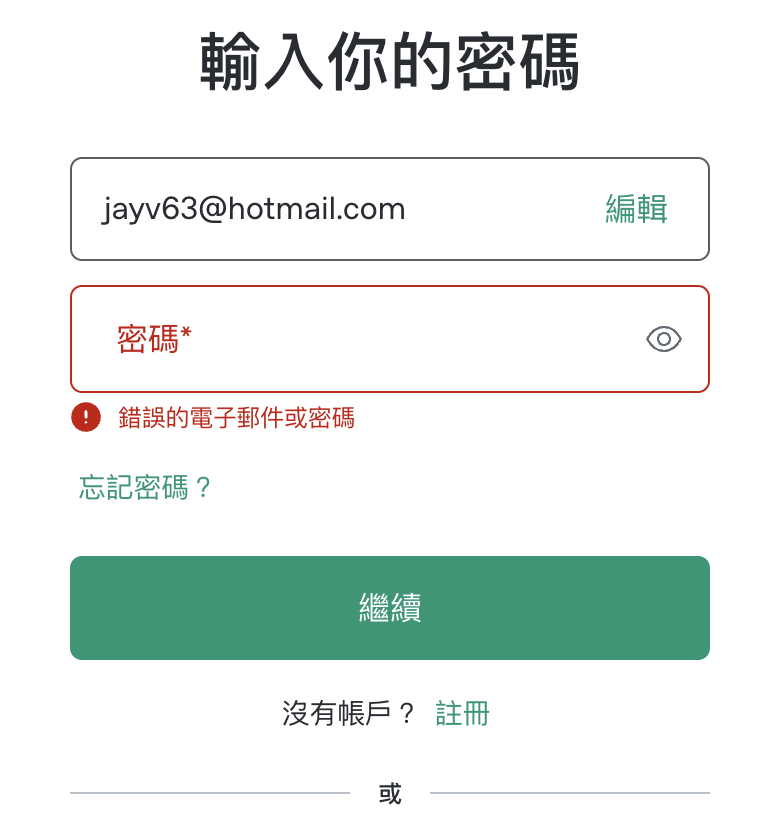 輸入你的密碼
jayv63@hotmail.com 編輯
密碼*
錯誤的電子郵件或密碼
忘記密碼？
繼續
沒有帳戶？ 註冊
或